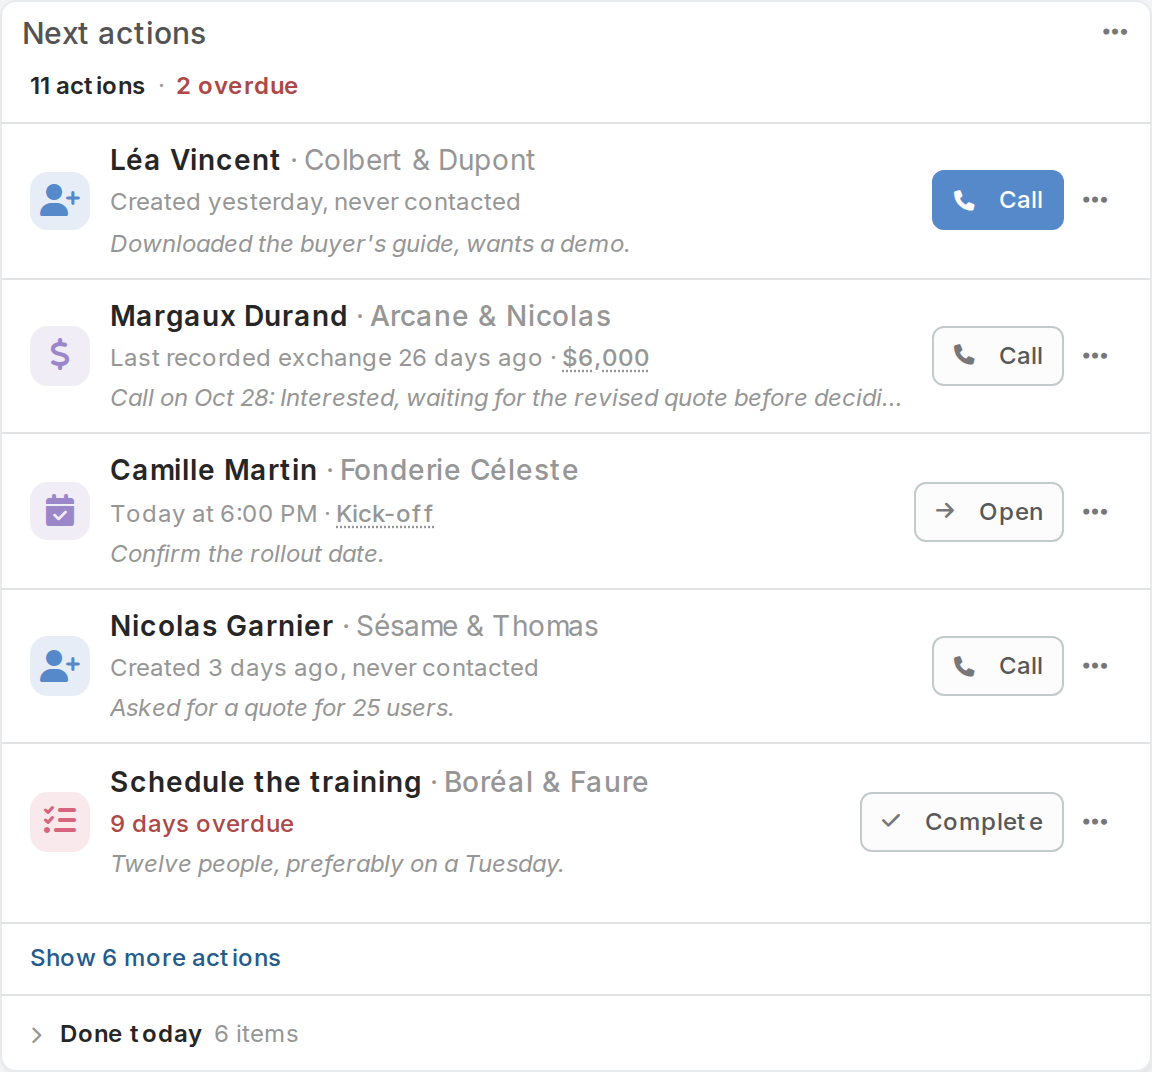 Next actions
11 actions · 2 overdue
Léa Vincent · Colbert & Dupont
Created yesterday, never contacted
Downloaded the buyer's guide, wants a demo.
Call
Margaux Durand · Arcane & Nicolas
Last recorded exchange 26 days ago · $6,000
Call on Oct 28: Interested, waiting for the revised quote before decidi...
Call
Camille Martin · Fonderie Céleste
Today at 6:00 PM · Kick-off
Confirm the rollout date.
Open
Nicolas Garnier · Sésame & Thomas
Created 3 days ago, never contacted
Asked for a quote for 25 users.
Call
Schedule the training · Boréal & Faure
9 days overdue
Twelve people, preferably on a Tuesday.
Complete
Show 6 more actions
Done today 6 items